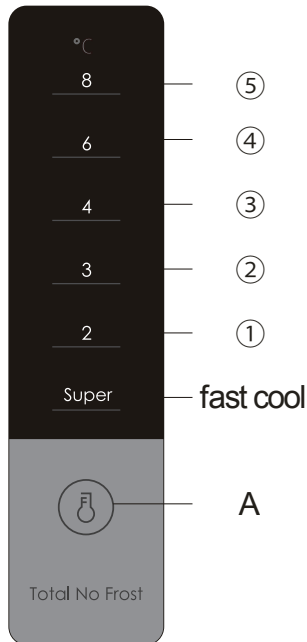 °C
8 ⑤
6 ④
4 ③
3 ②
2 ①
Super fast cool
A
Total No Frost